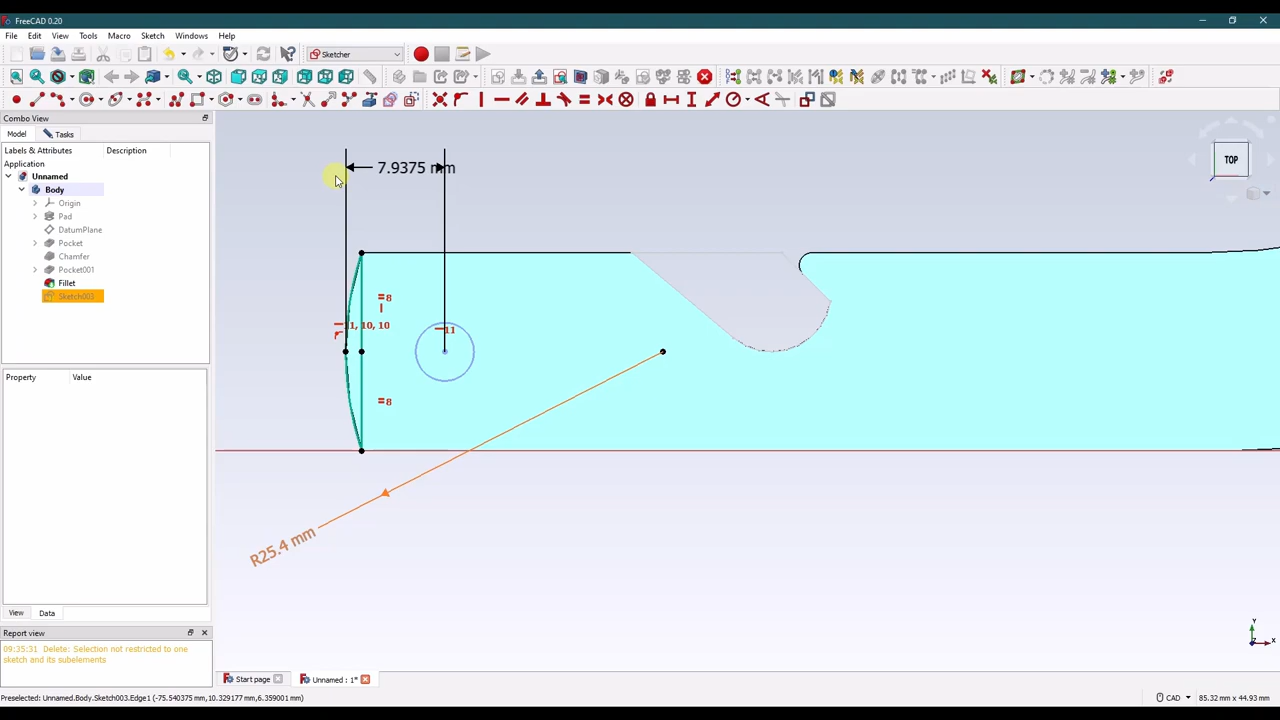 FreeCAD 0.20
File Edit View Tools Macro Sketch Windows Help
Sketcher
Combo View
Model Tasks
Labels & Attributes Description
Application
Unnamed
Body
Origin
Pad
DatumPlane
Pocket
Chamfer
Pocket001
Fillet
Sketch003
Property Value
View Data
Report view
09:35:31 Delete: Selection not restricted to one
sketch and its subelements
7.9375 mm
TOP
=8
11, 10, 10
11
=8
R25.4 mm
Y
Z X
Start page Unnamed : 1*
Preselected: Unnamed.Body.Sketch003.Edge1 (-75.540375 mm,10.329177 mm,6.359001 mm)
CAD 85.32 mm x 44.93 mm